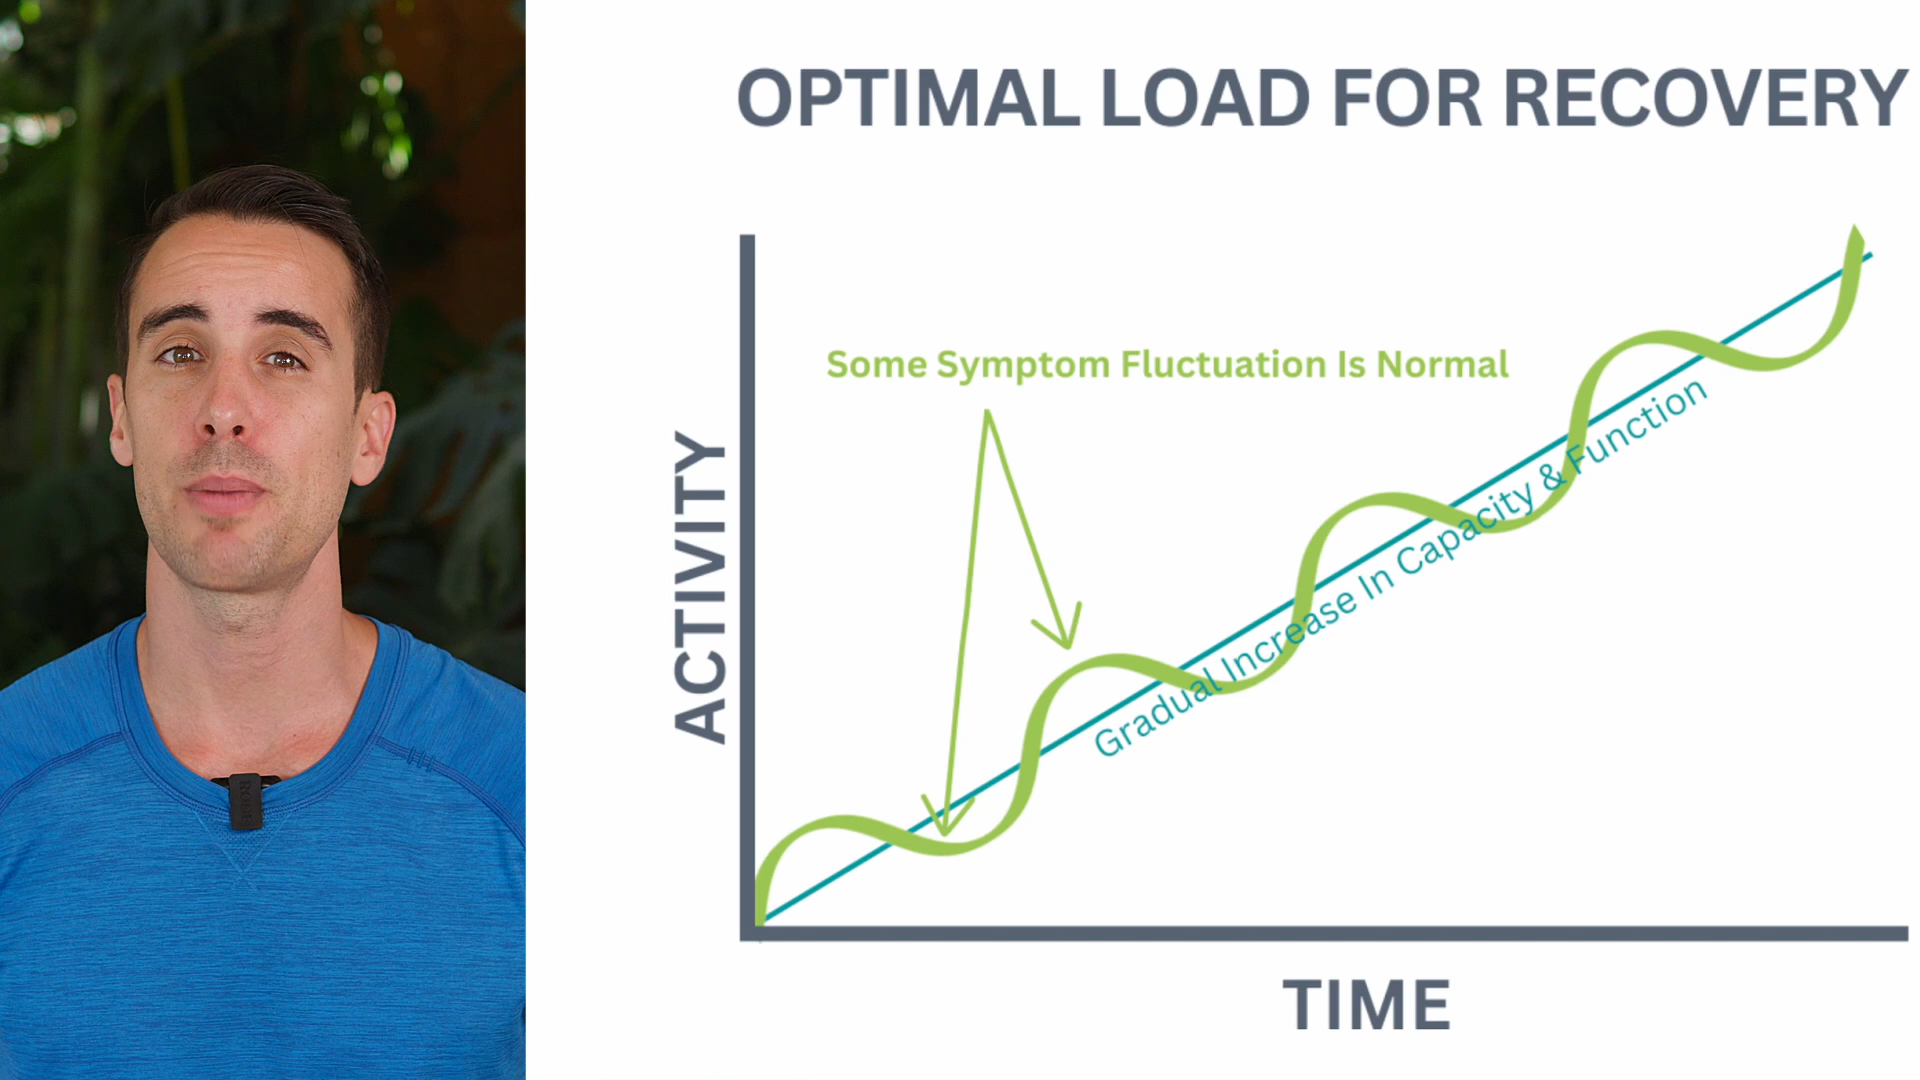 OPTIMAL LOAD FOR RECOVERY
Some Symptom Fluctuation Is Normal
ACTIVITY
Gradual Increase In Capacity & Function
TIME